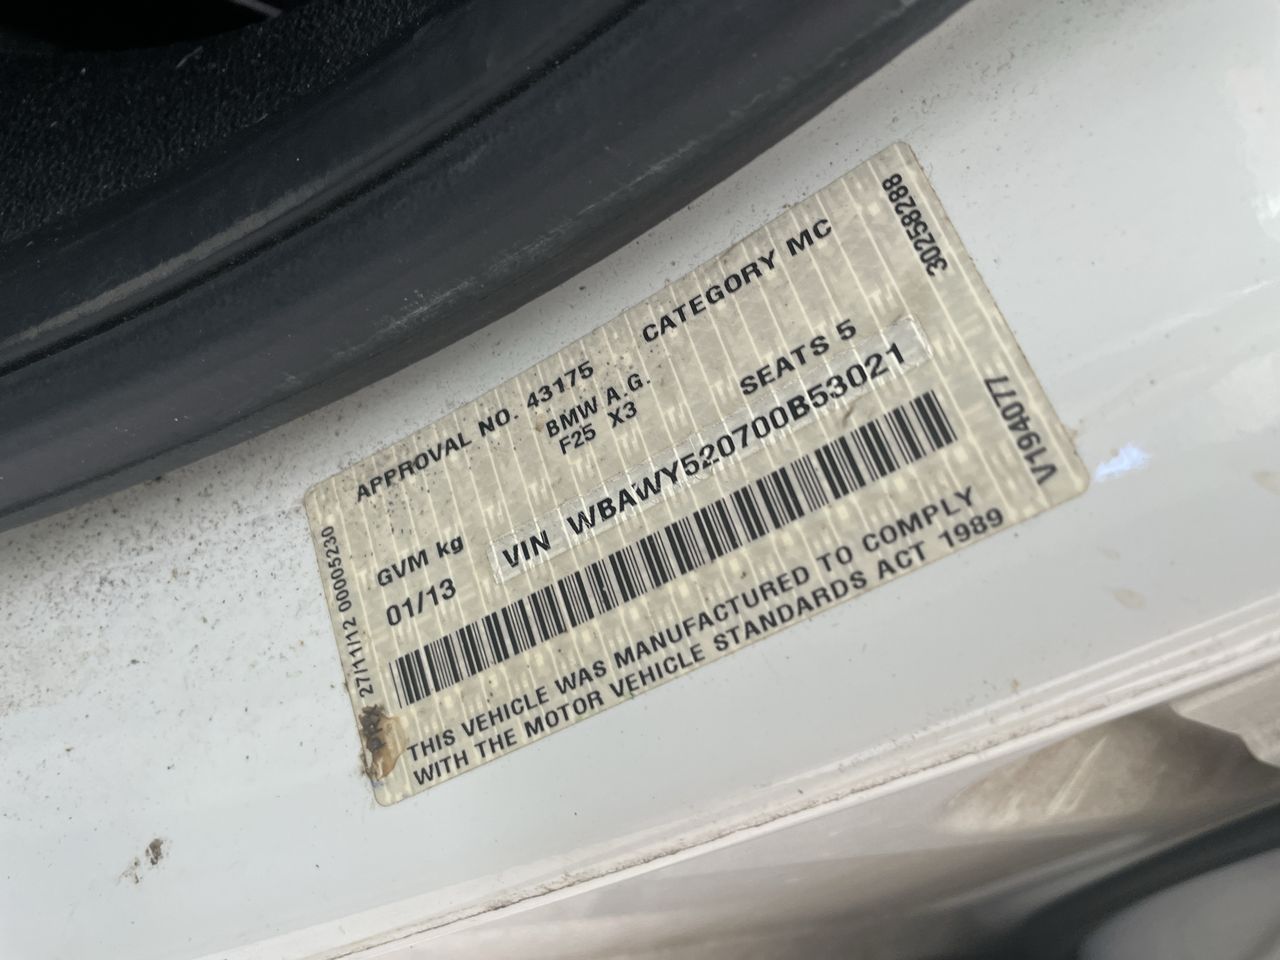 APPROVAL NO. 43175 CATEGORY MC
BMW A.G.
F25 X3
GVM kg SEATS 5
01/13 VIN WBAWY520700B53021
THIS VEHICLE WAS MANUFACTURED TO COMPLY
WITH THE MOTOR VEHICLE STANDARDS ACT 1989
27/11/12 00005230
30258288
V194077